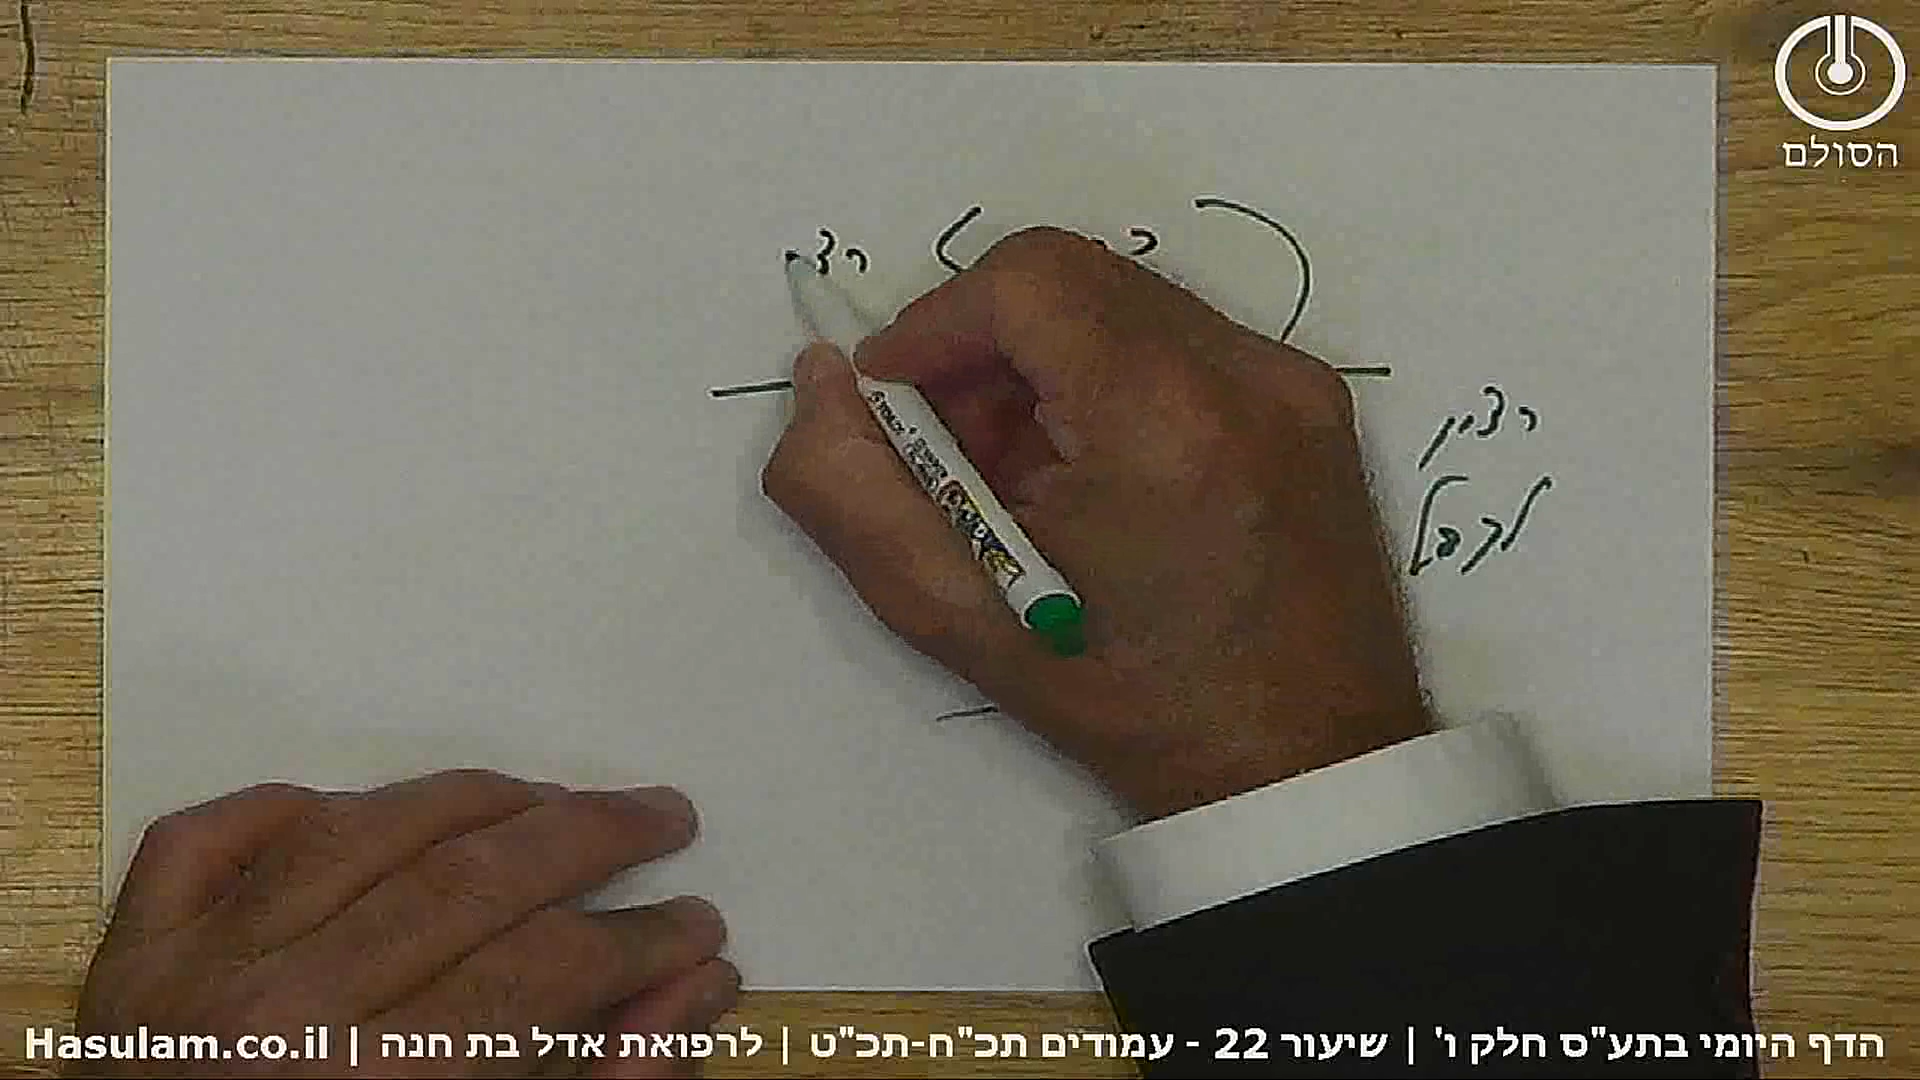 הסולם
רצ
רצון
לקבל
הדף היומי בתע"ס חלק ו' | שיעור 22 - עמודים תכ"ח-תכ"ט | לרפואת אדל בת חנה | Hasulam.co.il